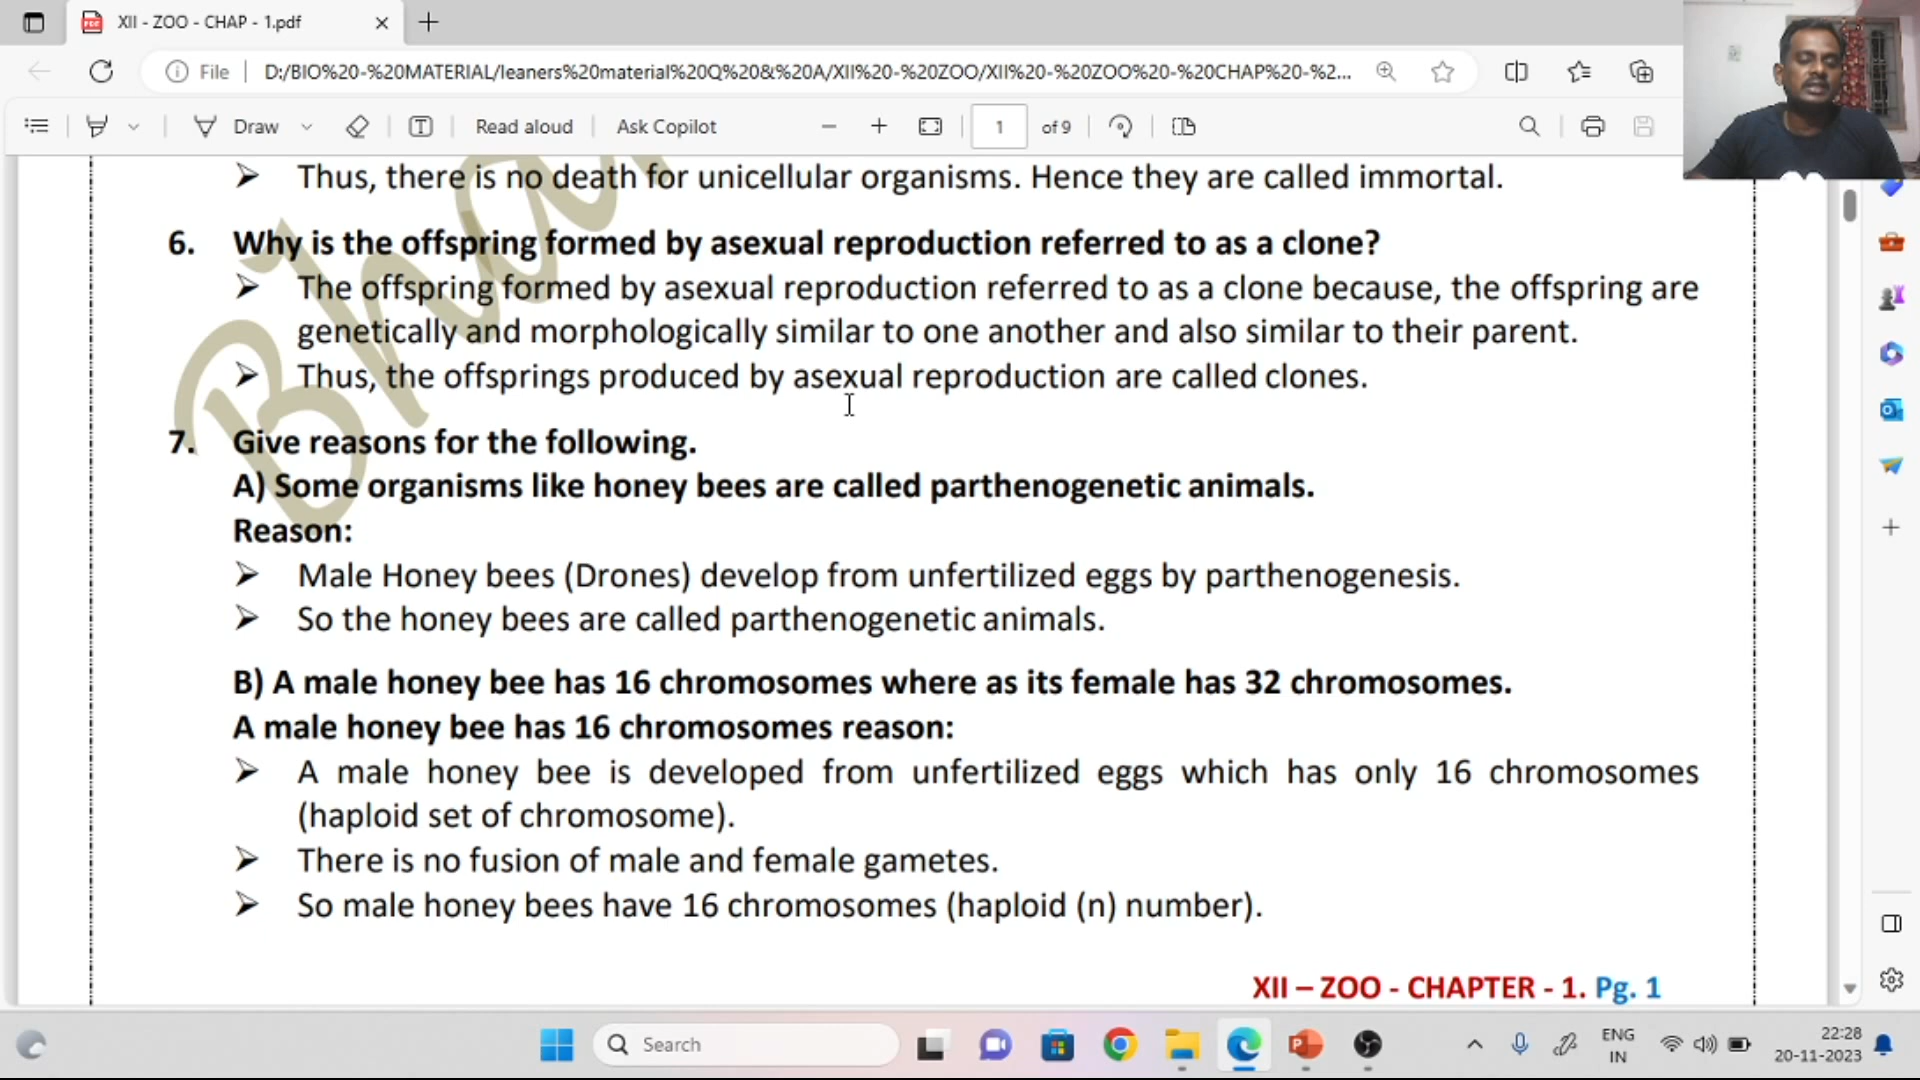 XII - ZOO - CHAP - 1.pdf
File
D:/BIO%20-%20MATERIAL/leaners%20material%20Q%20&%20A/XII%20-%20ZOO/XII%20-%20ZOO%20-%20CHAP%20-%2...
Draw
Read aloud
Ask Copilot
1 of 9
➤ Thus, there is no death for unicellular organisms. Hence they are called immortal.
6. Why is the offspring formed by asexual reproduction referred to as a clone?
➤ The offspring formed by asexual reproduction referred to as a clone because, the offspring are
genetically and morphologically similar to one another and also similar to their parent.
➤ Thus, the offsprings produced by asexual reproduction are called clones.
7. Give reasons for the following.
A) Some organisms like honey bees are called parthenogenetic animals.
Reason:
➤ Male Honey bees (Drones) develop from unfertilized eggs by parthenogenesis.
➤ So the honey bees are called parthenogenetic animals.
B) A male honey bee has 16 chromosomes where as its female has 32 chromosomes.
A male honey bee has 16 chromosomes reason:
➤ A male honey bee is developed from unfertilized eggs which has only 16 chromosomes
(haploid set of chromosome).
➤ There is no fusion of male and female gametes.
➤ So male honey bees have 16 chromosomes (haploid (n) number).
XII – ZOO - CHAPTER - 1. Pg. 1
Search
ENG
IN
22:28
20-11-2023